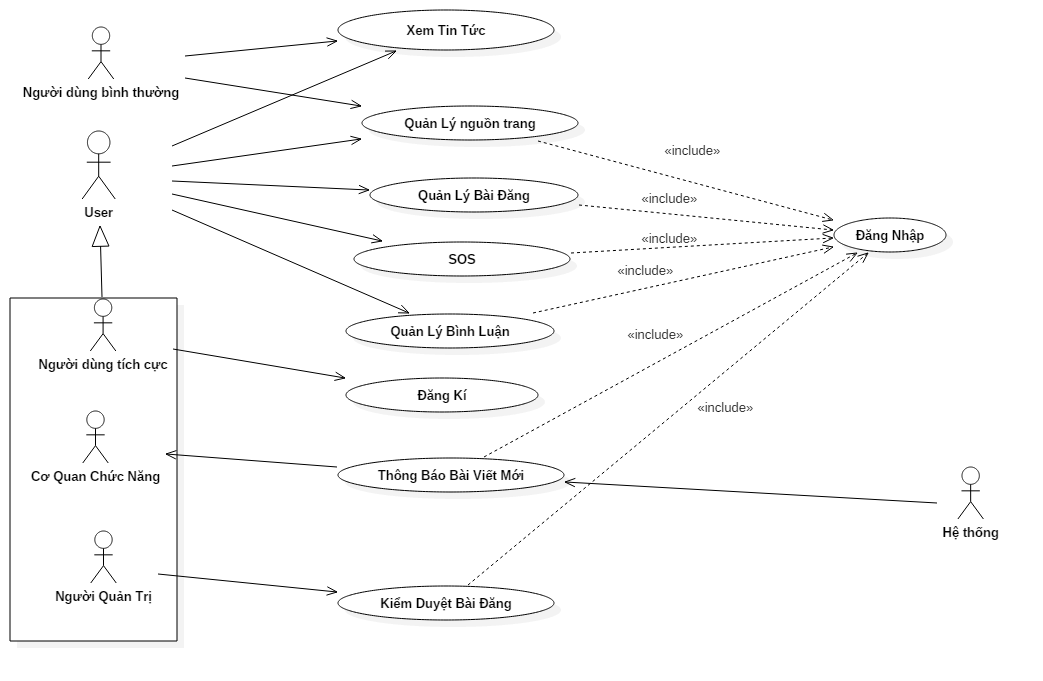 Xem Tin Tức
Người dùng bình thường
Quản Lý nguồn trang
«include»
User
Quản Lý Bài Đăng
«include»
Đăng Nhập
«include»
SOS
«include»
Quản Lý Bình Luận
«include»
Người dùng tích cực
Đăng Kí
«include»
Cơ Quan Chức Năng
Thông Báo Bài Viết Mới
Hệ thống
Người Quản Trị
Kiểm Duyệt Bài Đăng